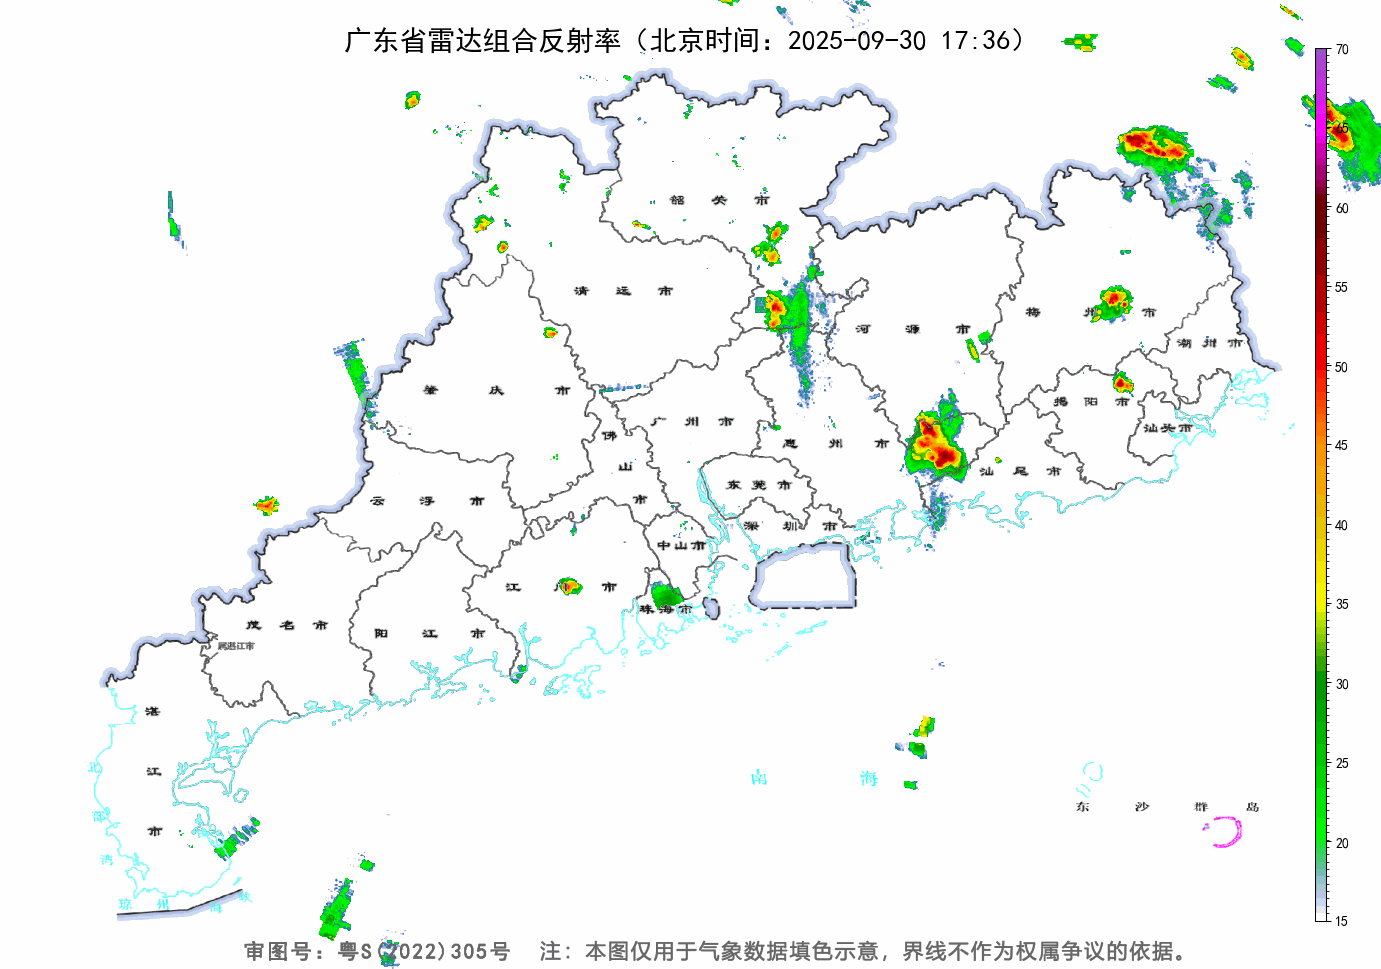 广东省雷达组合反射率（北京时间：2025-09-30 17:36）
70
65
60
55
50
45
40
35
30
25
20
15
韶关市
清远市
河源市
梅州市
潮州市
肇庆市
广州市
佛山市
惠州市
揭阳市
汕头市
汕尾市
东莞市
云浮市
深圳市
中山市
江门市
珠海市
茂名市
阳江市
属湛江市
湛江市
北部湾
南海
东沙群岛
琼州海峡
审图号：粤S(2022)305号 注：本图仅用于气象数据填色示意，界线不作为权属争议的依据。